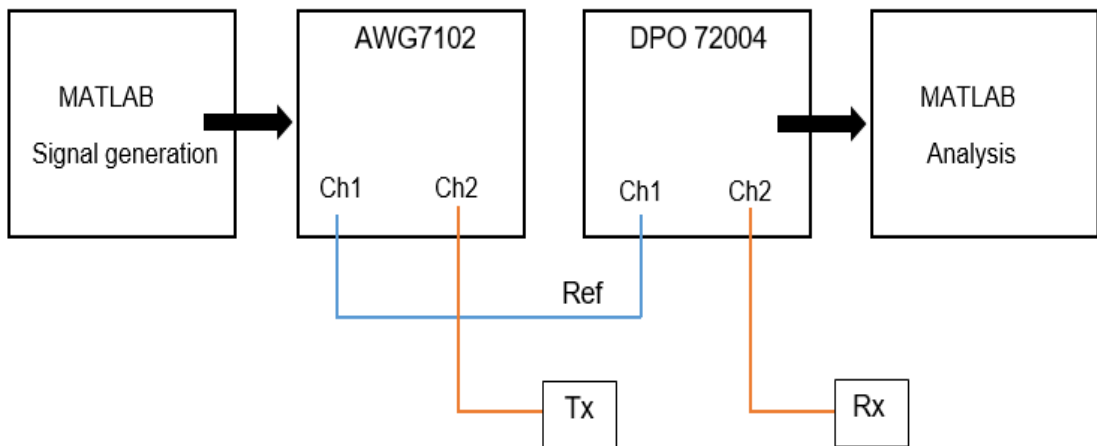 MATLAB
Signal generation
AWG7102
Ch1
Ch2
DPO 72004
Ch1
Ch2
MATLAB
Analysis
Ref
Tx
Rx